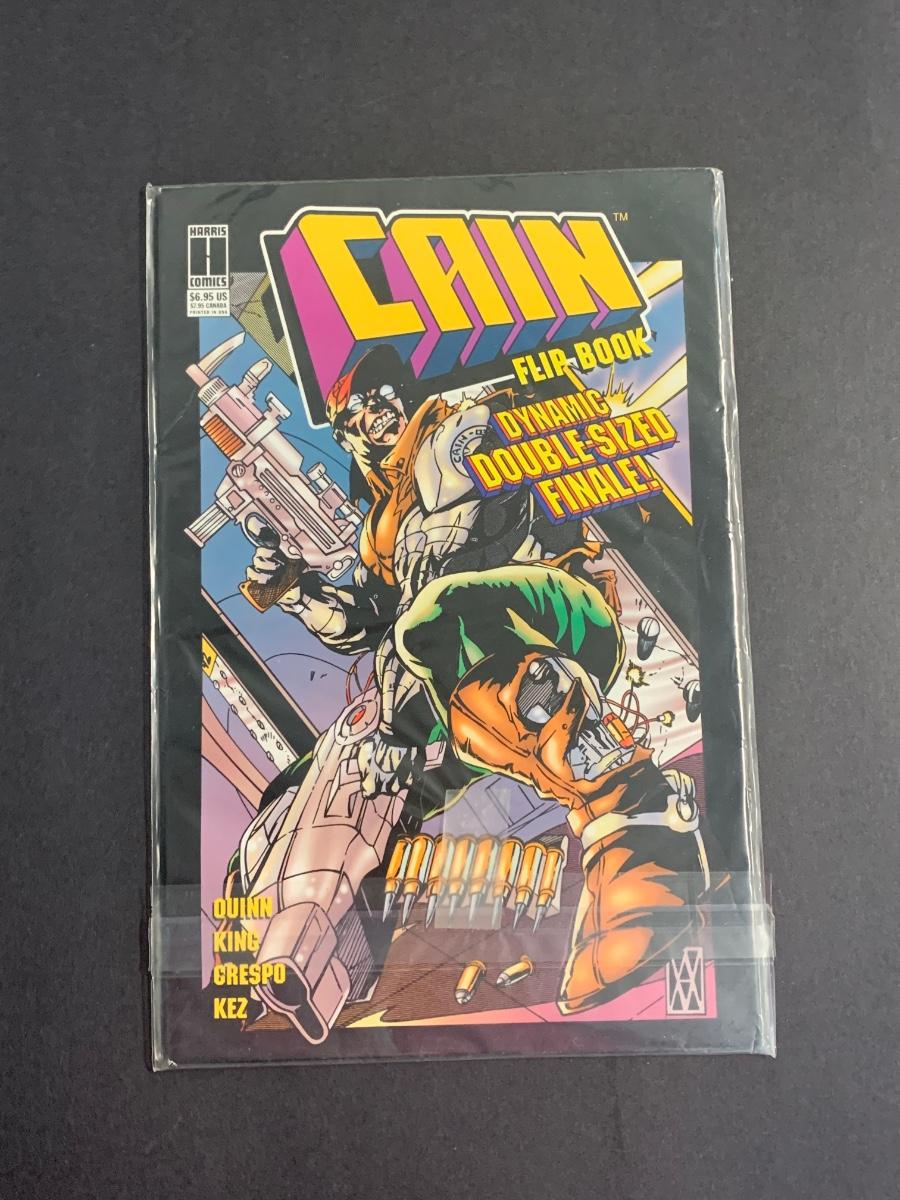 HARRIS
H
COMICS
$6.95 US
$7.95 CANADA
PRINTED IN USA
CAIN™
FLIP BOOK
DYNAMIC
DOUBLE-SIZED
FINALE!
CAIN
QUINN
KING
CRESPO
KEZ